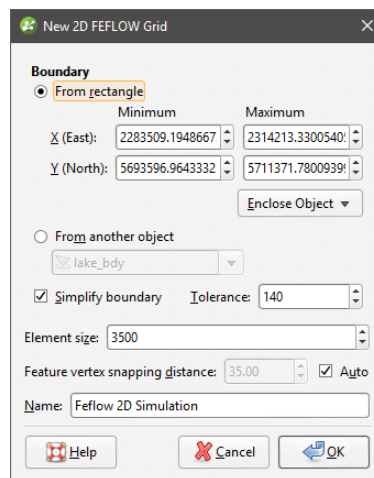 New 2D FEFLOW Grid
Boundary
From rectangle
Minimum Maximum
X (East): 2283509.1948667 2314213.3300540
Y (North): 5693596.9643332 5711371.7800939
Enclose Object
From another object
lake_bdy
Simplify boundary Tolerance: 140
Element size: 3500
Feature vertex snapping distance: 35.00 Auto
Name: Feflow 2D Simulation
Help Cancel OK